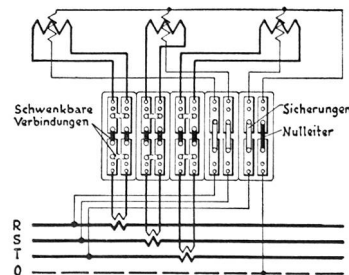 Schwenkbare
Verbindungen
Sicherungen
Nulleiter
R
S
T
0